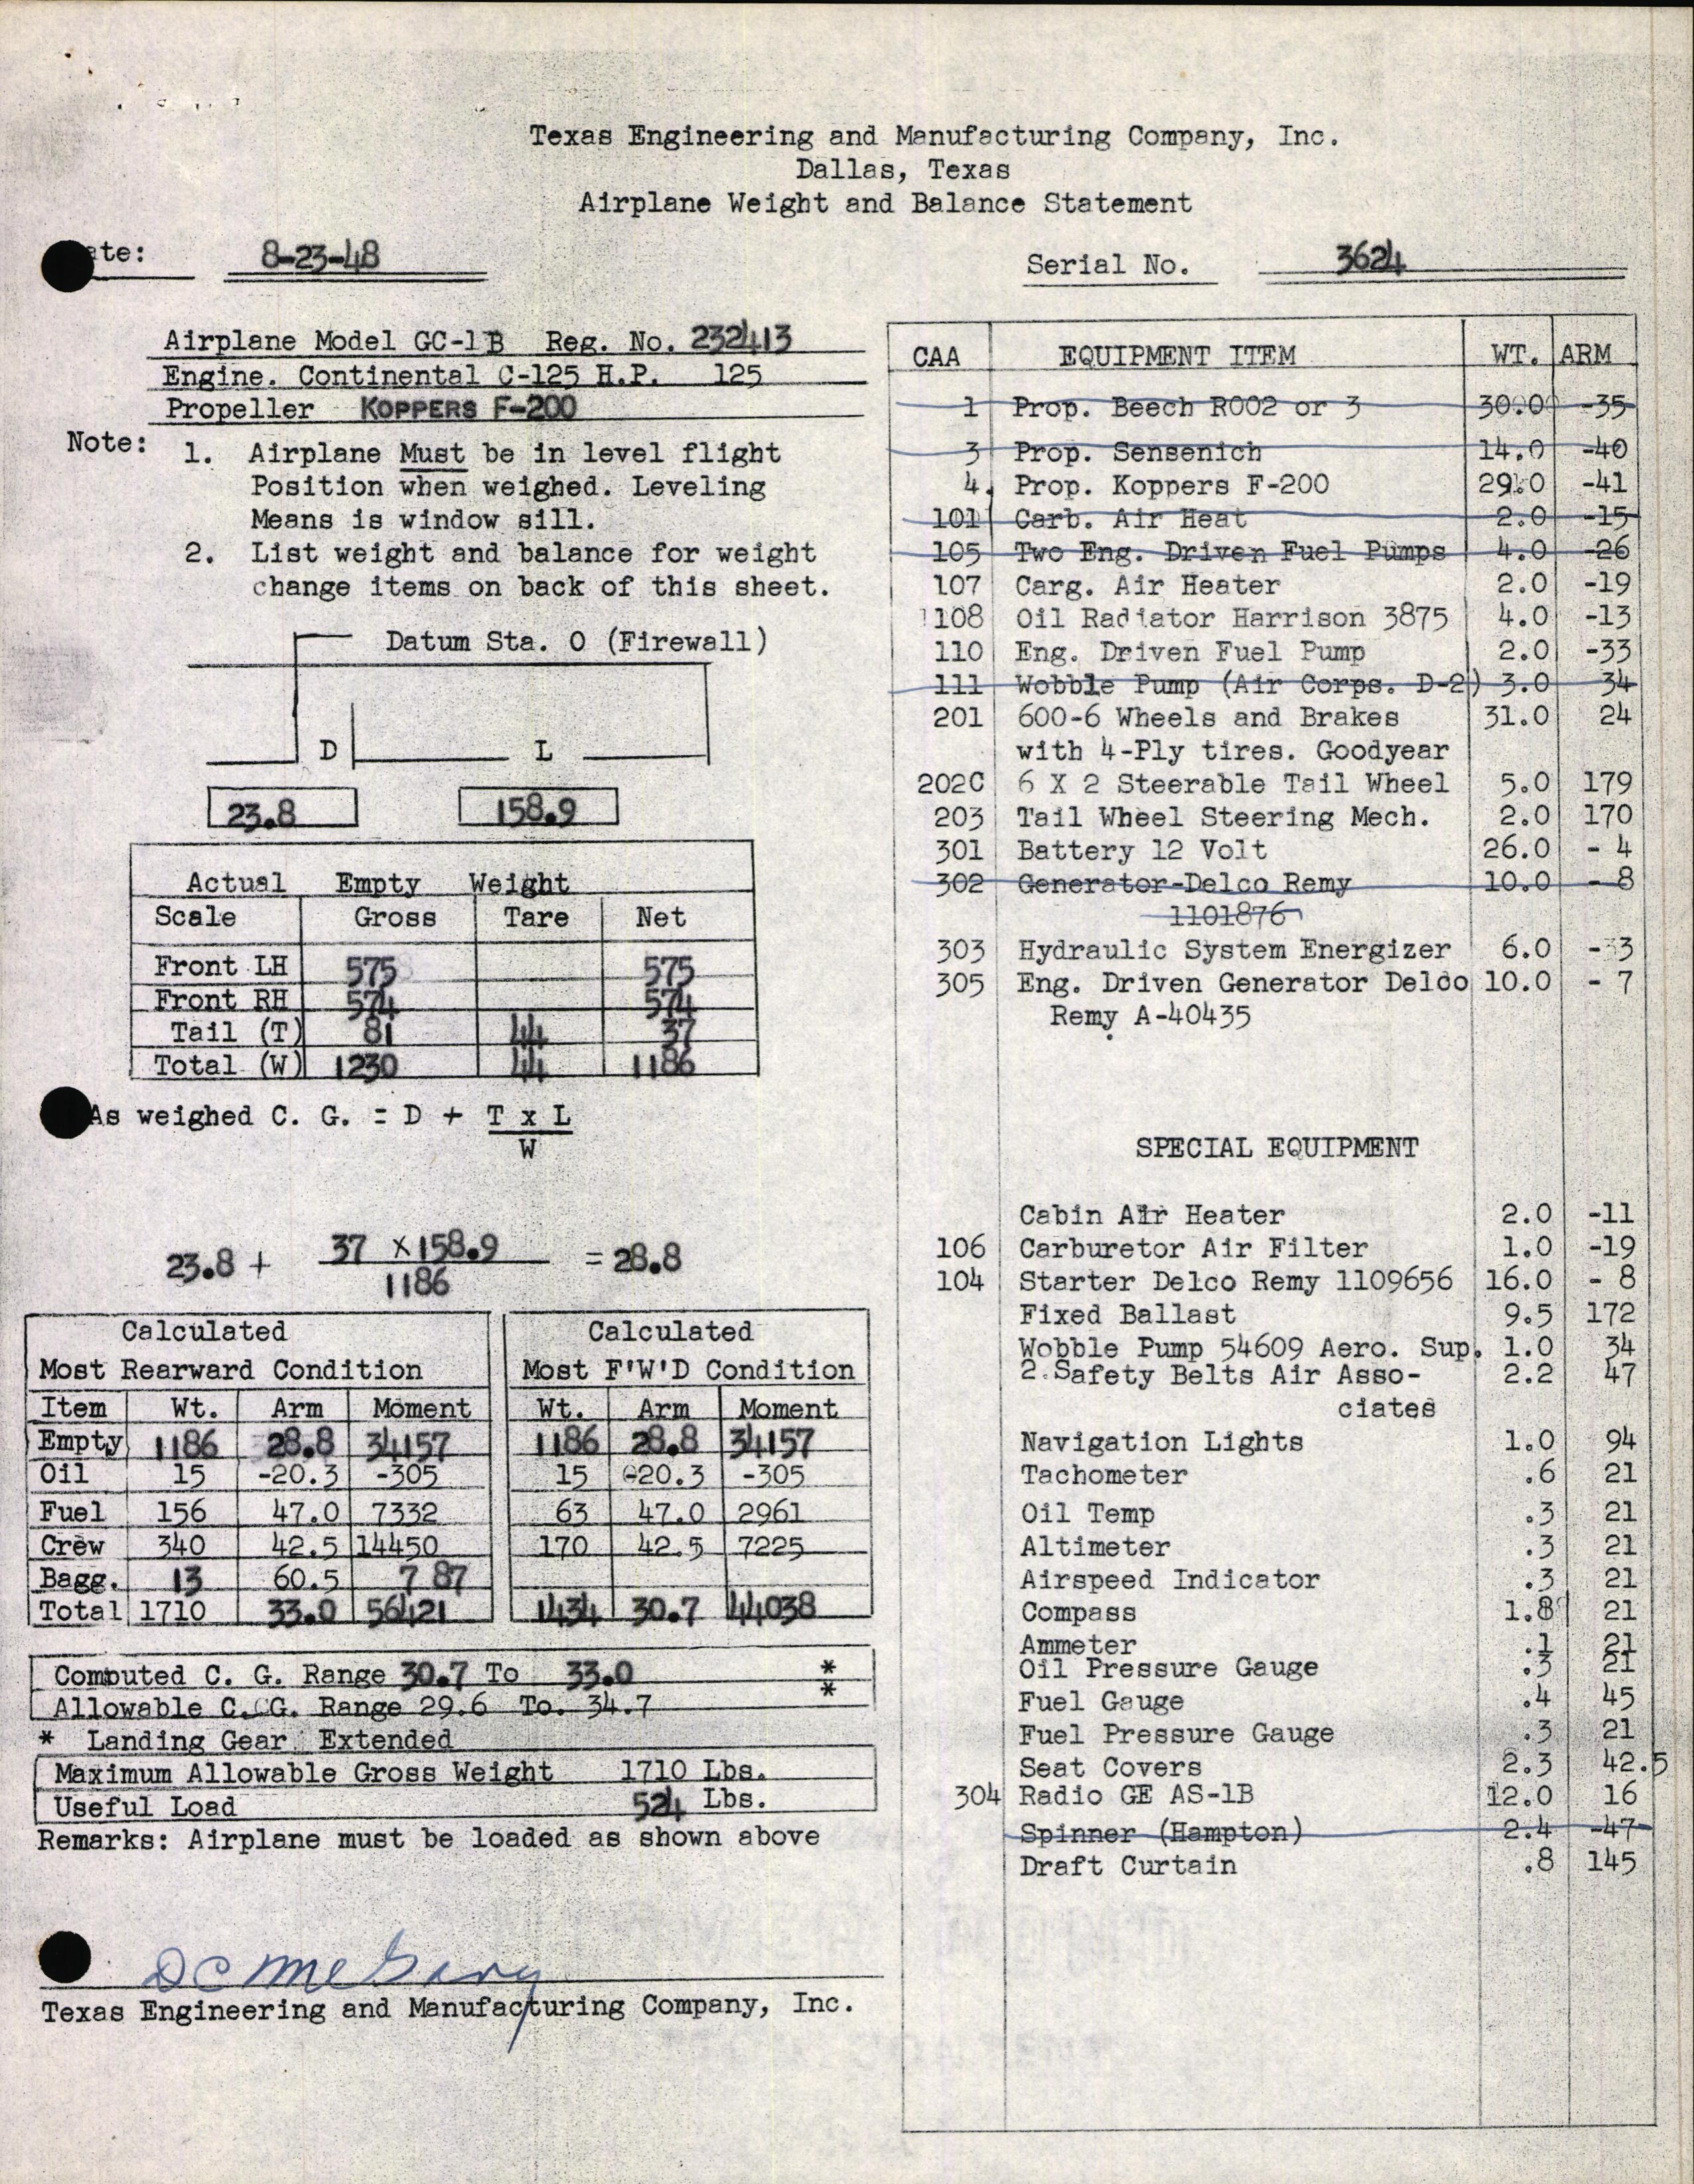 Texas Engineering and Manufacturing Company, Inc.
Dallas, Texas
Airplane Weight and Balance Statement
ate: 8-23-48
Serial No. 3624
Airplane Model GC-1B Reg. No. 232413
Engine. Continental C-125 H.P. 125
Propeller KOPPERS F-200
Note: 1. Airplane Must be in level flight
Position when weighed. Leveling
Means is window sill.
2. List weight and balance for weight
change items on back of this sheet.
Datum Sta. 0 (Firewall)
D L
23.8 158.9
Actual Empty Weight
Scale Gross Tare Net
Front LH 575 575
Front RH 574 574
Tail (T) 81 44 37
Total (W) 1230 44 1186
As weighed C. G. = D + T x L
W
23.8 + 37 X 158.9 = 28.8
1186
Calculated
Most Rearward Condition
Item Wt. Arm Moment
Empty 1186 28.8 34157
Oil 15 -20.3 -305
Fuel 156 47.0 7332
Crew 340 42.5 14450
Bagg. 13 60.5 787
Total 1710 33.0 56421
Calculated
Most F'W'D Condition
Wt. Arm Moment
1186 28.8 34157
15 -20.3 -305
63 47.0 2961
170 42.5 7225
1434 30.7 44038
Computed C. G. Range 30.7 To 33.0 *
Allowable C. G. Range 29.6 To. 34.7 *
* Landing Gear Extended
Maximum Allowable Gross Weight 1710 Lbs.
Useful Load 524 Lbs.
Remarks: Airplane must be loaded as shown above
DC McGary
Texas Engineering and Manufacturing Company, Inc.
CAA EQUIPMENT ITEM WT. ARM
1 Prop. Beech R002 or 3 30.0 -35
3 Prop. Sensenich 14.0 -40
4. Prop. Koppers F-200 29.0 -41
101 Carb. Air Heat 2.0 -15
105 Two Eng. Driven Fuel Pumps 4.0 -26
107 Carg. Air Heater 2.0 -19
108 Oil Radiator Harrison 3875 4.0 -13
110 Eng. Driven Fuel Pump 2.0 -33
111 Wobble Pump (Air Corps. D-2) 3.0 34
201 600-6 Wheels and Brakes 31.0 24
with 4-Ply tires. Goodyear
202C 6 X 2 Steerable Tail Wheel 5.0 179
203 Tail Wheel Steering Mech. 2.0 170
301 Battery 12 Volt 26.0 - 4
302 Generator-Delco Remy 10.0 - 8
1101876
303 Hydraulic System Energizer 6.0 -33
305 Eng. Driven Generator Delco 10.0 - 7
Remy A-40435
SPECIAL EQUIPMENT
Cabin Air Heater 2.0 -11
106 Carburetor Air Filter 1.0 -19
104 Starter Delco Remy 1109656 16.0 - 8
Fixed Ballast 9.5 172
Wobble Pump 54609 Aero. Sup. 1.0 34
2 Safety Belts Air Asso- 2.2 47
ciates
Navigation Lights 1.0 94
Tachometer .6 21
Oil Temp .3 21
Altimeter .3 21
Airspeed Indicator .3 21
Compass 1.8 21
Ammeter .1 21
Oil Pressure Gauge .3 21
Fuel Gauge .4 45
Fuel Pressure Gauge .3 21
Seat Covers 2.3 42.5
304 Radio GE AS-1B 12.0 16
Spinner (Hampton) 2.4 -47
Draft Curtain .8 145